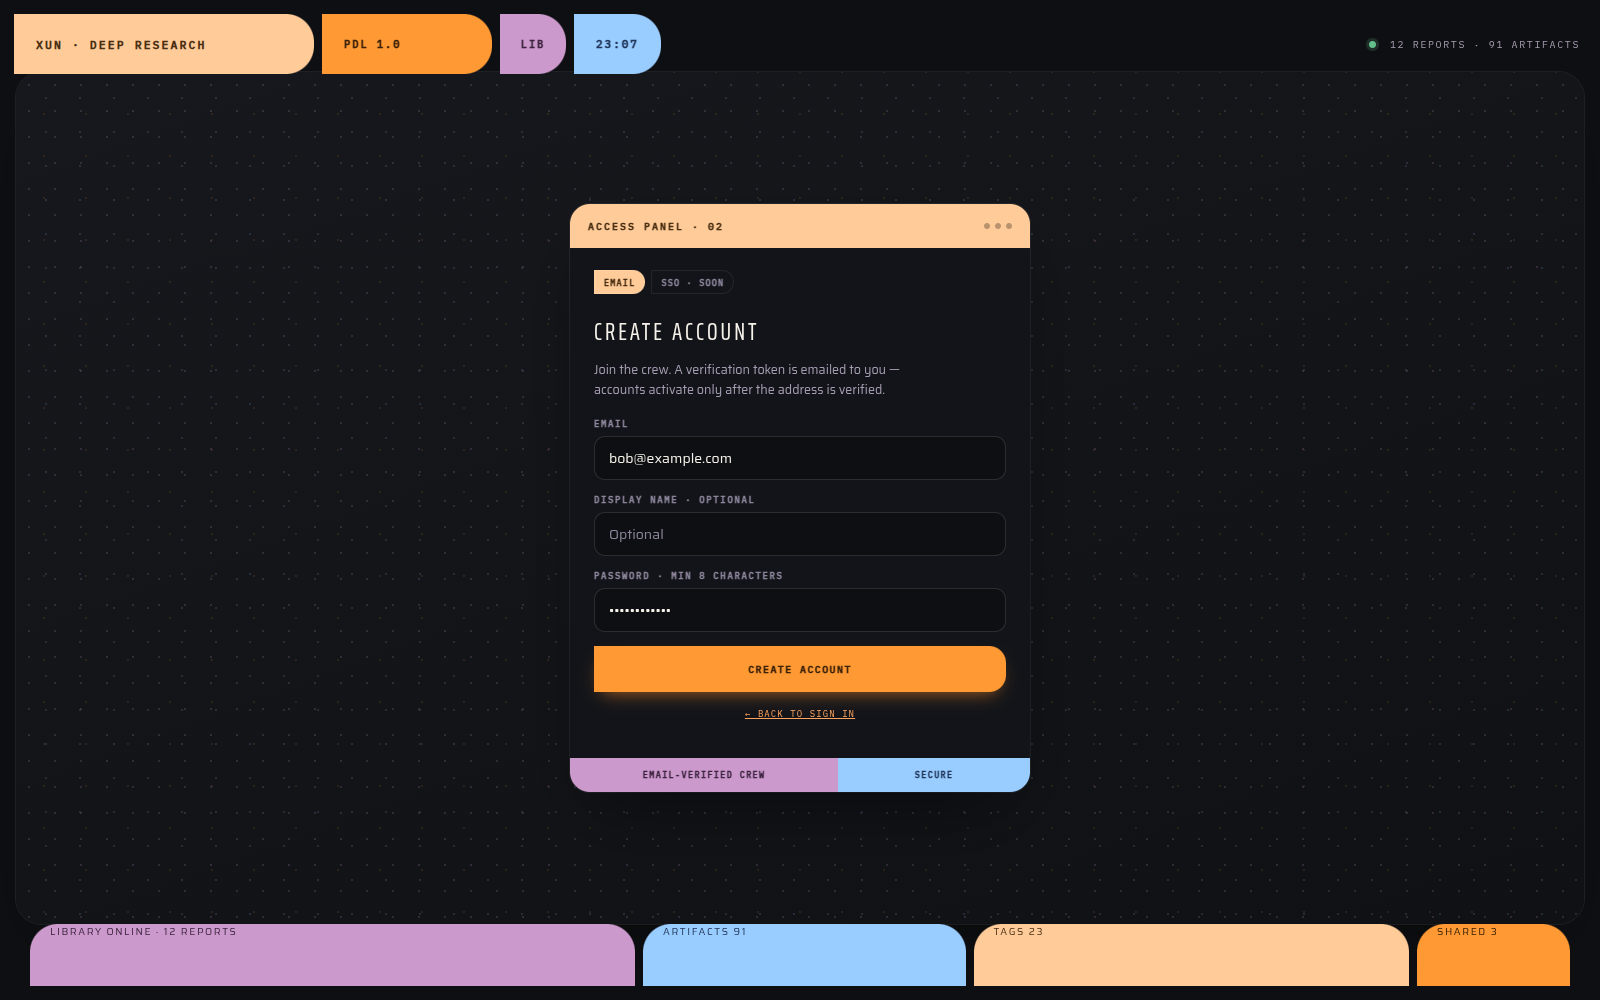 XUN · DEEP RESEARCH
PDL 1.0
LIB
23:07
12 REPORTS · 91 ARTIFACTS
ACCESS PANEL · 02
EMAIL
SSO · SOON
CREATE ACCOUNT
Join the crew. A verification token is emailed to you —
accounts activate only after the address is verified.
EMAIL
bob@example.com
DISPLAY NAME · OPTIONAL
Optional
PASSWORD · MIN 8 CHARACTERS
••••••••••••
CREATE ACCOUNT
← BACK TO SIGN IN
EMAIL-VERIFIED CREW
SECURE
LIBRARY ONLINE · 12 REPORTS
ARTIFACTS 91
TAGS 23
SHARED 3